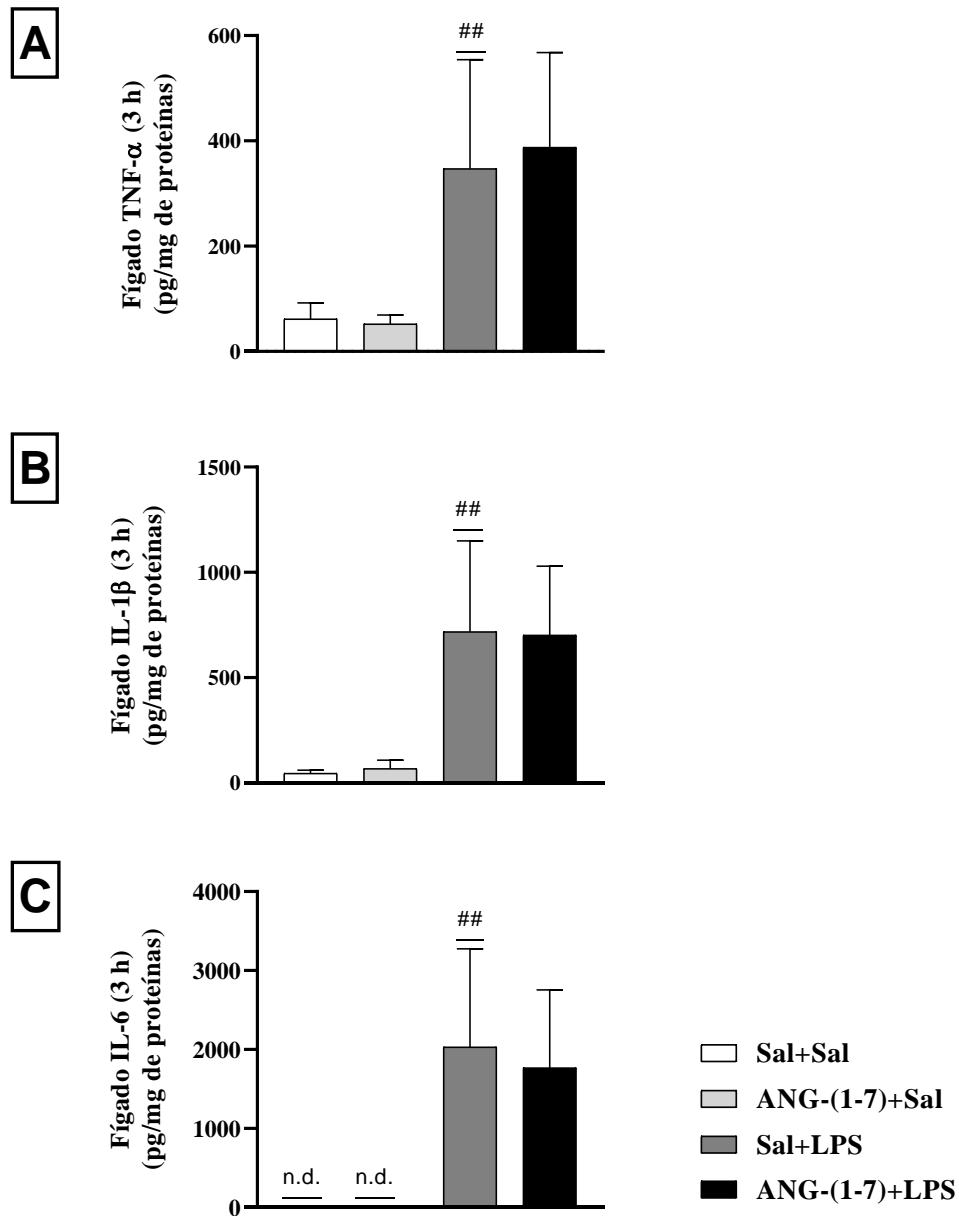 A
Fígado TNF-α (3 h)
(pg/mg de proteínas)
600
400
200
0
##
B
Fígado IL-1β (3 h)
(pg/mg de proteínas)
1500
1000
500
0
##
C
Fígado IL-6 (3 h)
(pg/mg de proteínas)
4000
3000
2000
1000
0
n.d.
n.d.
##
Sal+Sal
ANG-(1-7)+Sal
Sal+LPS
ANG-(1-7)+LPS